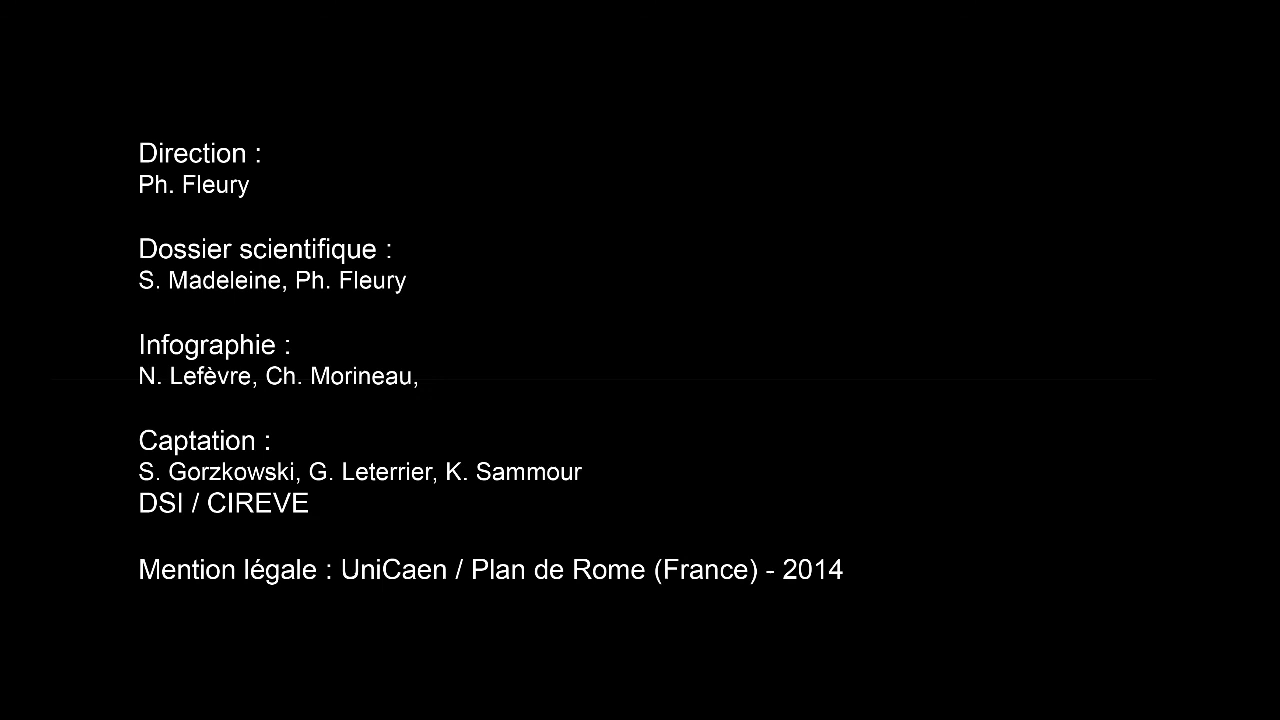 Direction :
Ph. Fleury
Dossier scientifique :
S. Madeleine, Ph. Fleury
Infographie :
N. Lefèvre, Ch. Morineau,
Captation :
S. Gorzkowski, G. Leterrier, K. Sammour
DSI / CIREVE
Mention légale : UniCaen / Plan de Rome (France) - 2014